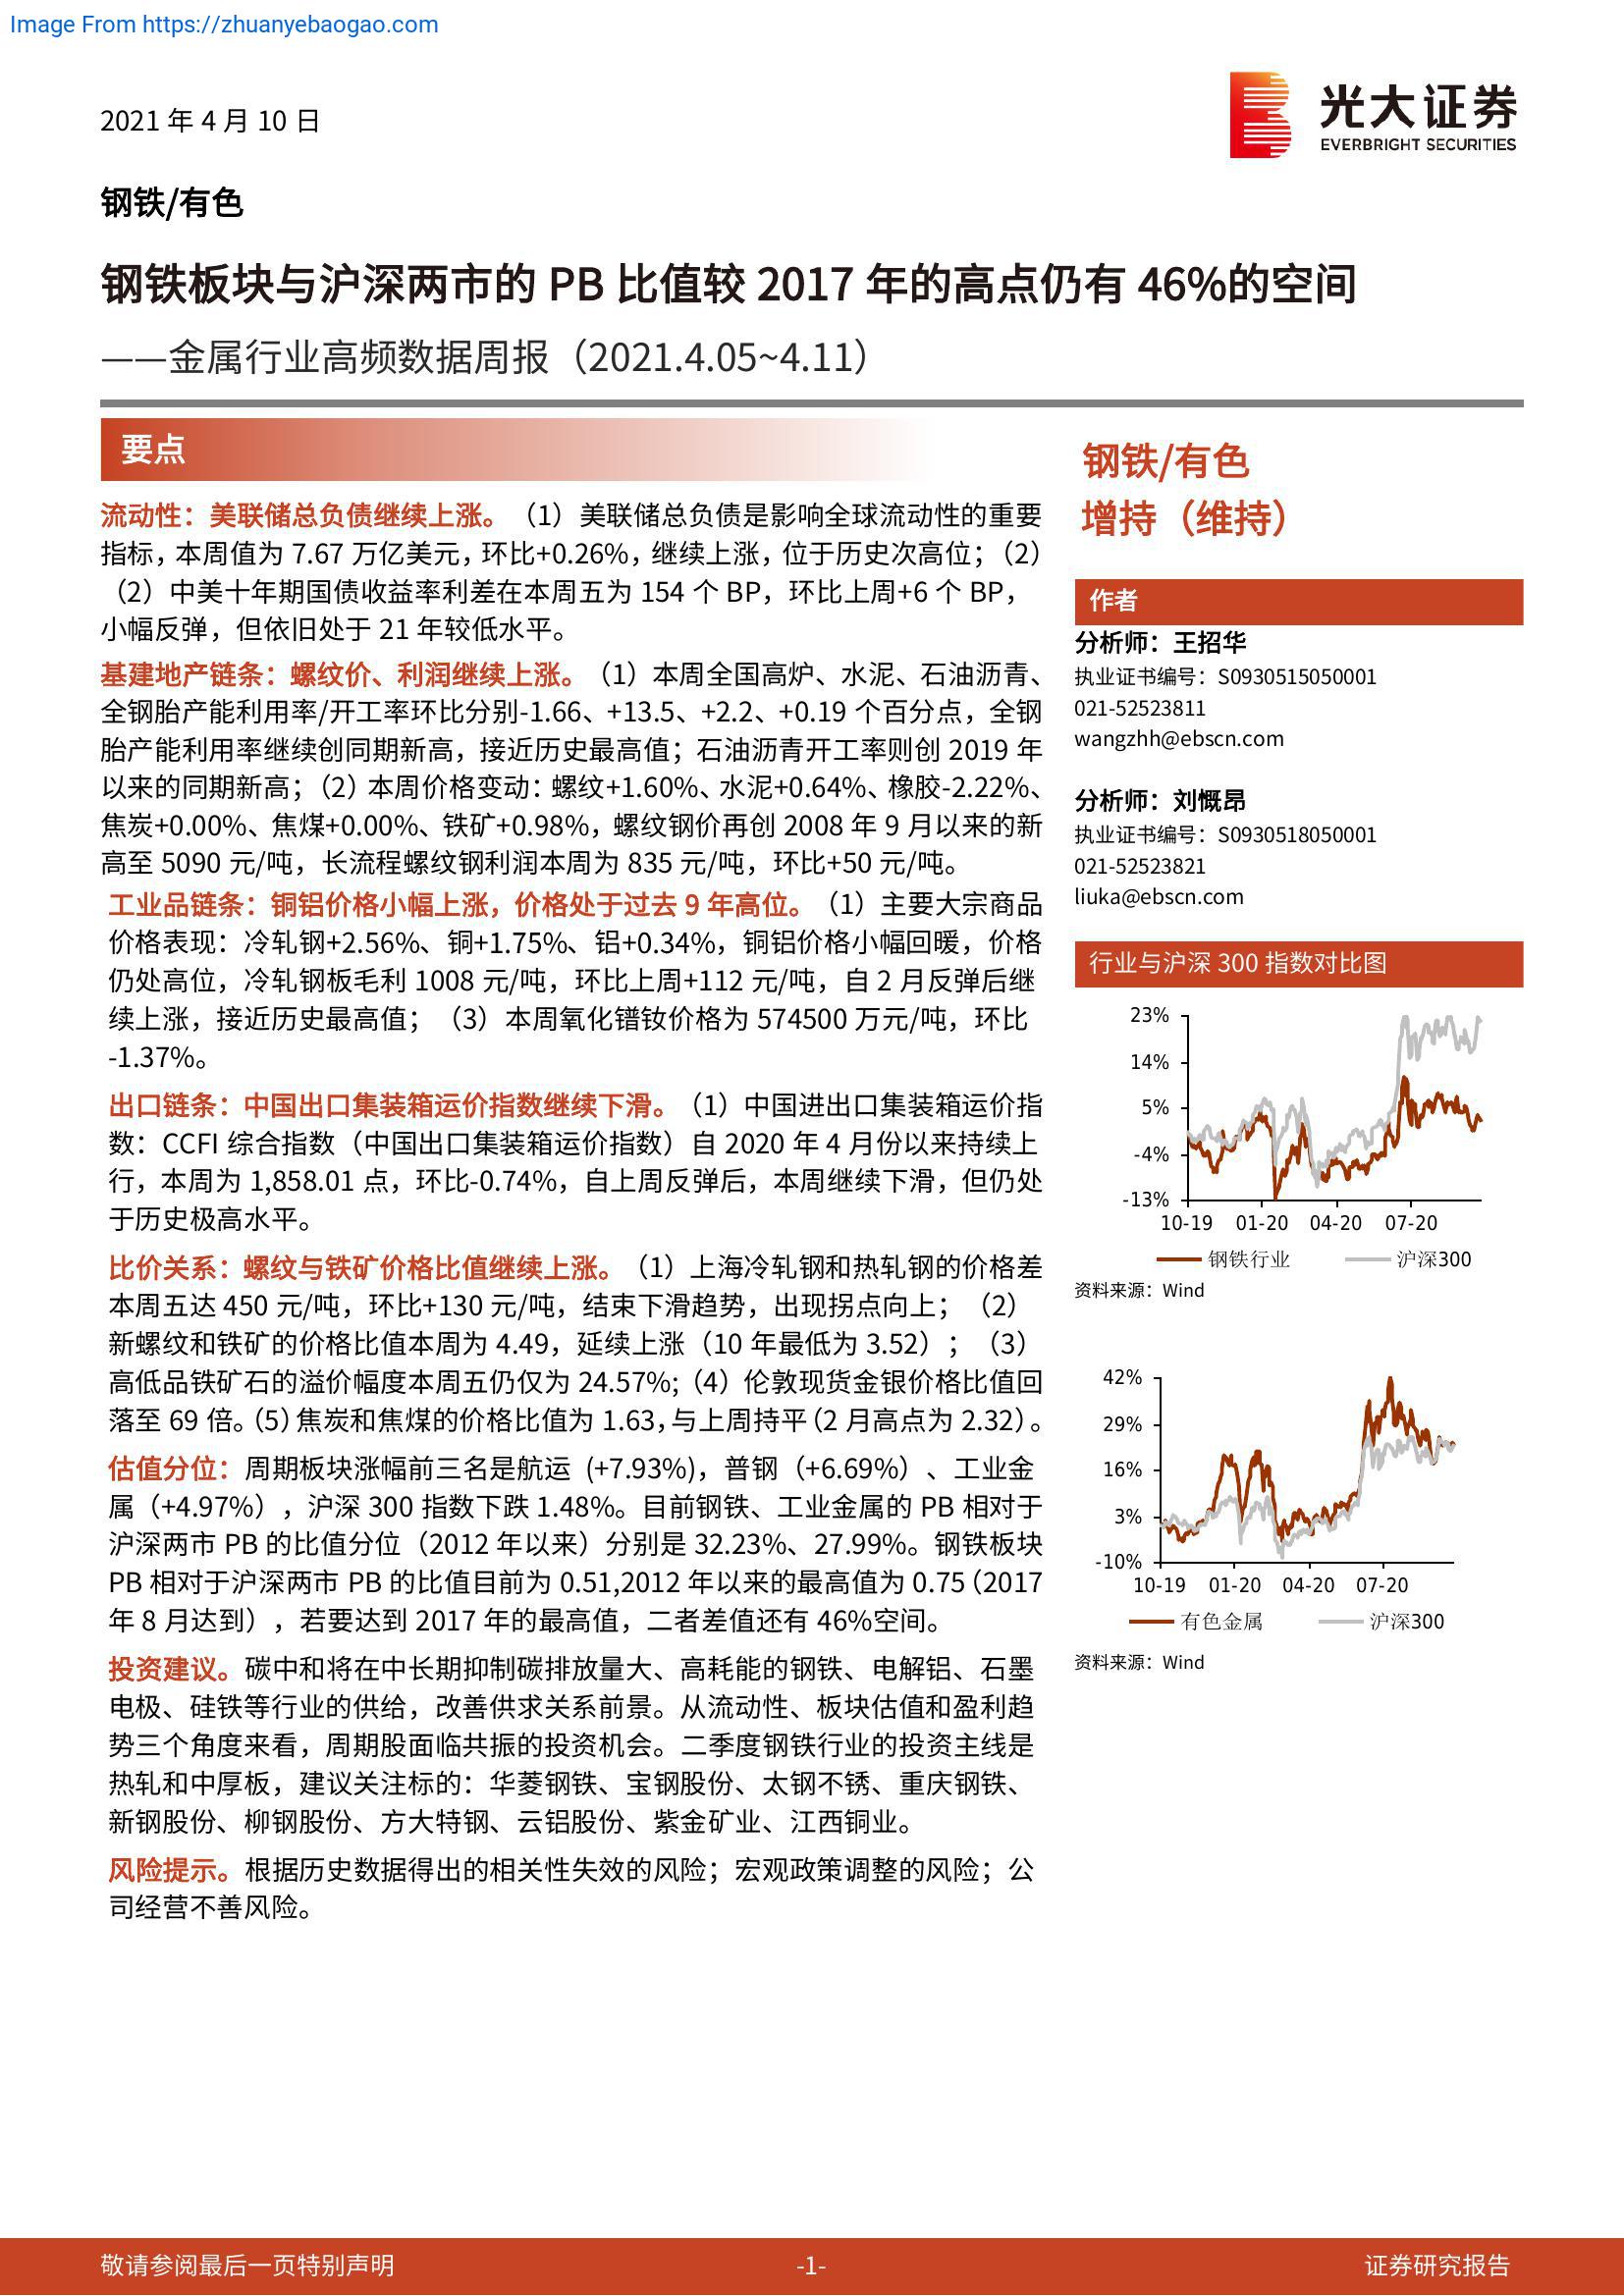 Image From https://zhuanyebaogao.com
2021 年 4 月 10 日
光大证券
EVERBRIGHT SECURITIES
钢铁/有色
钢铁板块与沪深两市的 PB 比值较 2017 年的高点仍有 46%的空间
——金属行业高频数据周报（2021.4.05~4.11）
要点
流动性：美联储总负债继续上涨。（1）美联储总负债是影响全球流动性的重要
指标，本周值为 7.67 万亿美元，环比+0.26%，继续上涨，位于历史次高位；（2）
（2）中美十年期国债收益率利差在本周五为 154 个 BP，环比上周+6 个 BP，
小幅反弹，但依旧处于 21 年较低水平。
基建地产链条：螺纹价、利润继续上涨。（1）本周全国高炉、水泥、石油沥青、
全钢胎产能利用率/开工率环比分别-1.66、+13.5、+2.2、+0.19 个百分点，全钢
胎产能利用率继续创同期新高，接近历史最高值；石油沥青开工率则创 2019 年
以来的同期新高；（2）本周价格变动：螺纹+1.60%、水泥+0.64%、橡胶-2.22%、
焦炭+0.00%、焦煤+0.00%、铁矿+0.98%，螺纹钢价再创 2008 年 9 月以来的新
高至 5090 元/吨，长流程螺纹钢利润本周为 835 元/吨，环比+50 元/吨。
工业品链条：铜铝价格小幅上涨，价格处于过去 9 年高位。（1）主要大宗商品
价格表现：冷轧钢+2.56%、铜+1.75%、铝+0.34%，铜铝价格小幅回暖，价格
仍处高位，冷轧钢板毛利 1008 元/吨，环比上周+112 元/吨，自 2 月反弹后继
续上涨，接近历史最高值；（3）本周氧化镨钕价格为 574500 万元/吨，环比
-1.37%。
出口链条：中国出口集装箱运价指数继续下滑。（1）中国进出口集装箱运价指
数：CCFI 综合指数（中国出口集装箱运价指数）自 2020 年 4 月份以来持续上
行，本周为 1,858.01 点，环比-0.74%，自上周反弹后，本周继续下滑，但仍处
于历史极高水平。
比价关系：螺纹与铁矿价格比值继续上涨。（1）上海冷轧钢和热轧钢的价格差
本周五达 450 元/吨，环比+130 元/吨，结束下滑趋势，出现拐点向上；（2）
新螺纹和铁矿的价格比值本周为 4.49，延续上涨（10 年最低为 3.52）；（3）
高低品铁矿石的溢价幅度本周五仍仅为 24.57%;（4）伦敦现货金银价格比值回
落至 69 倍。（5）焦炭和焦煤的价格比值为 1.63，与上周持平（2 月高点为 2.32）。
估值分位：周期板块涨幅前三名是航运 (+7.93%)，普钢（+6.69%）、工业金
属（+4.97%），沪深 300 指数下跌 1.48%。目前钢铁、工业金属的 PB 相对于
沪深两市 PB 的比值分位（2012 年以来）分别是 32.23%、27.99%。钢铁板块
PB 相对于沪深两市 PB 的比值目前为 0.51,2012 年以来的最高值为 0.75（2017
年 8 月达到），若要达到 2017 年的最高值，二者差值还有 46%空间。
投资建议。碳中和将在中长期抑制碳排放量大、高耗能的钢铁、电解铝、石墨
电极、硅铁等行业的供给，改善供求关系前景。从流动性、板块估值和盈利趋
势三个角度来看，周期股面临共振的投资机会。二季度钢铁行业的投资主线是
热轧和中厚板，建议关注标的：华菱钢铁、宝钢股份、太钢不锈、重庆钢铁、
新钢股份、柳钢股份、方大特钢、云铝股份、紫金矿业、江西铜业。
风险提示。根据历史数据得出的相关性失效的风险；宏观政策调整的风险；公
司经营不善风险。
钢铁/有色
增持（维持）
作者
分析师：王招华
执业证书编号：S0930515050001
021-52523811
wangzhh@ebscn.com
分析师：刘慨昂
执业证书编号：S0930518050001
021-52523821
liuka@ebscn.com
行业与沪深 300 指数对比图
23%
14%
5%
-4%
-13%
10-19 01-20 04-20 07-20
钢铁行业 沪深300
资料来源：Wind
42%
29%
16%
3%
-10%
10-19 01-20 04-20 07-20
有色金属 沪深300
资料来源：Wind
敬请参阅最后一页特别声明 -1- 证券研究报告